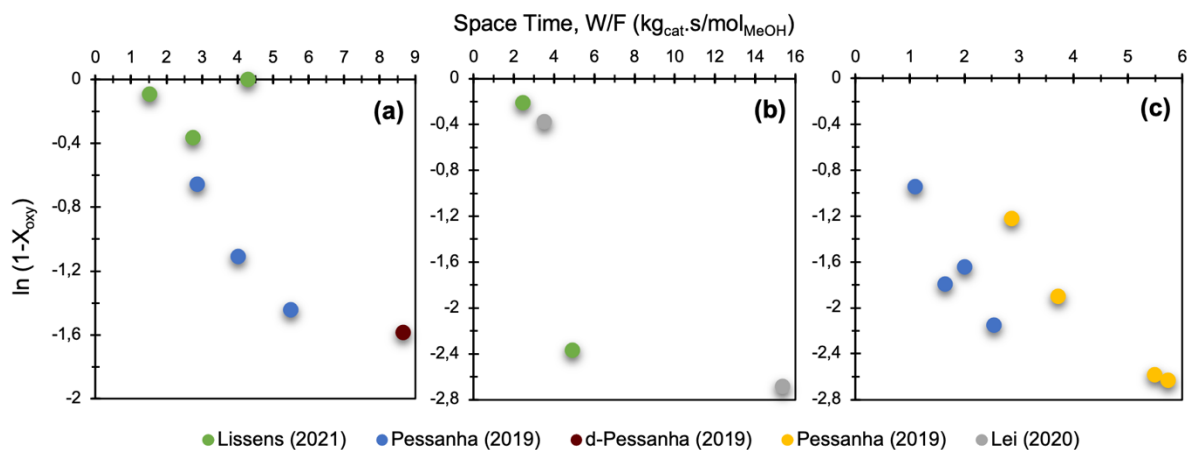 Space Time, W/F (kgcat.s/molMeOH)
0 1 2 3 4 5 6 7 8 9
0 2 4 6 8 10 12 14 16
0 1 2 3 4 5 6
ln (1-Xoxy)
0
-0,4
-0,8
-1,2
-1,6
-2
(a)
0
-0,4
-0,8
-1,2
-1,6
-2
-2,4
-2,8
(b)
0
-0,4
-0,8
-1,2
-1,6
-2
-2,4
-2,8
(c)
Lissens (2021) Pessanha (2019) d-Pessanha (2019) Pessanha (2019) Lei (2020)